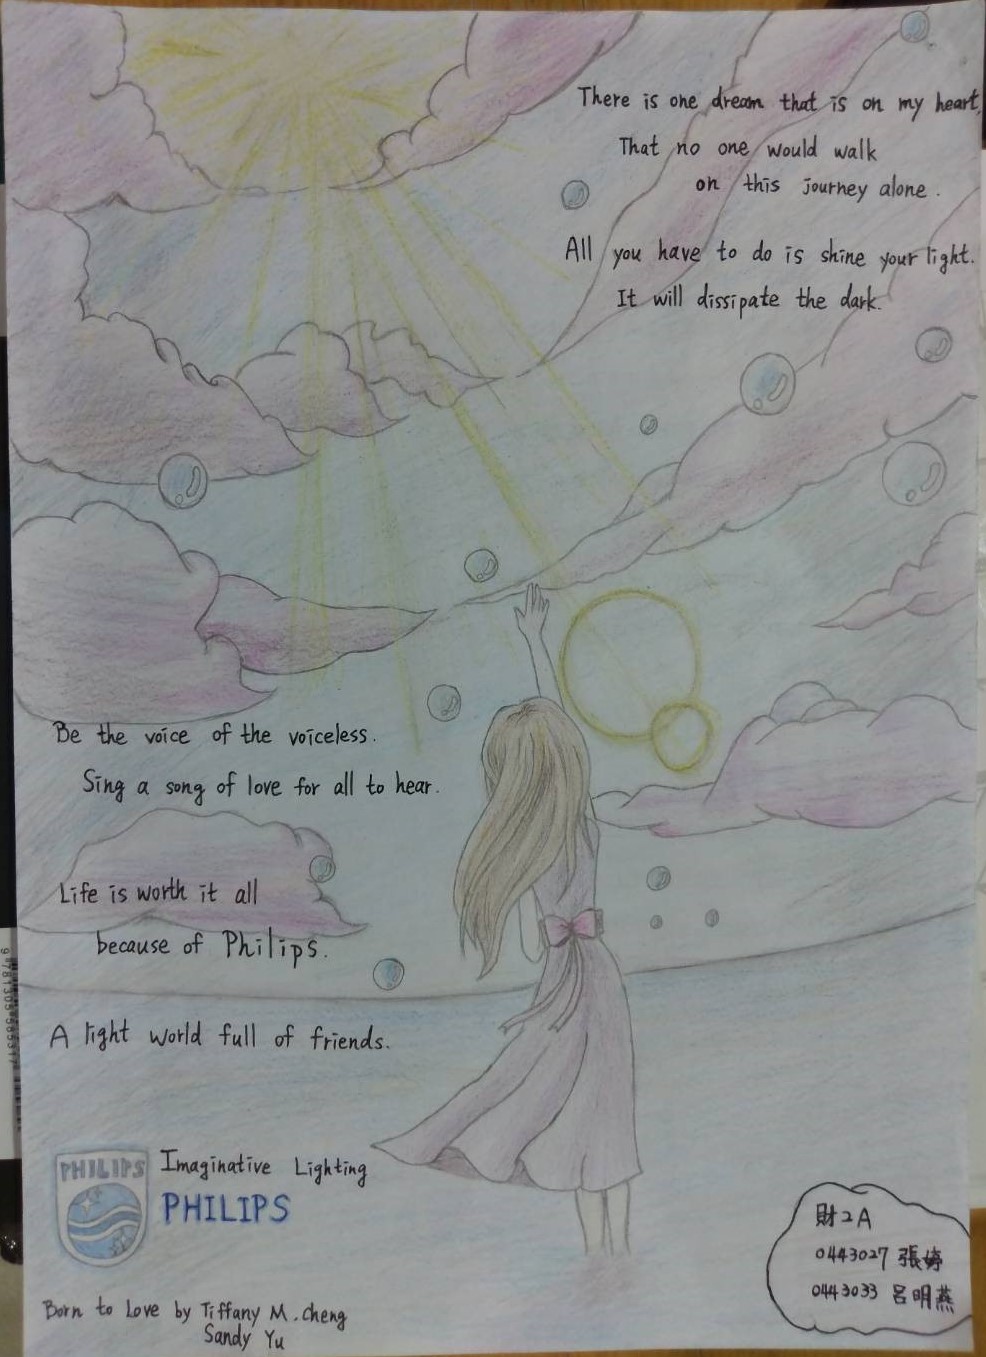 There is one dream that is on my heart,
That no one would walk
on this journey alone.
All you have to do is shine your light.
It will dissipate the dark.
Be the voice of the voiceless.
Sing a song of love for all to hear.
Life is worth it all
because of Philips.
A light world full of friends.
PHILIPS
Imaginative Lighting
PHILIPS
Born to Love by Tiffany M. Cheng
Sandy Yu
財2A
0443027 張婷
0443033 呂明燕